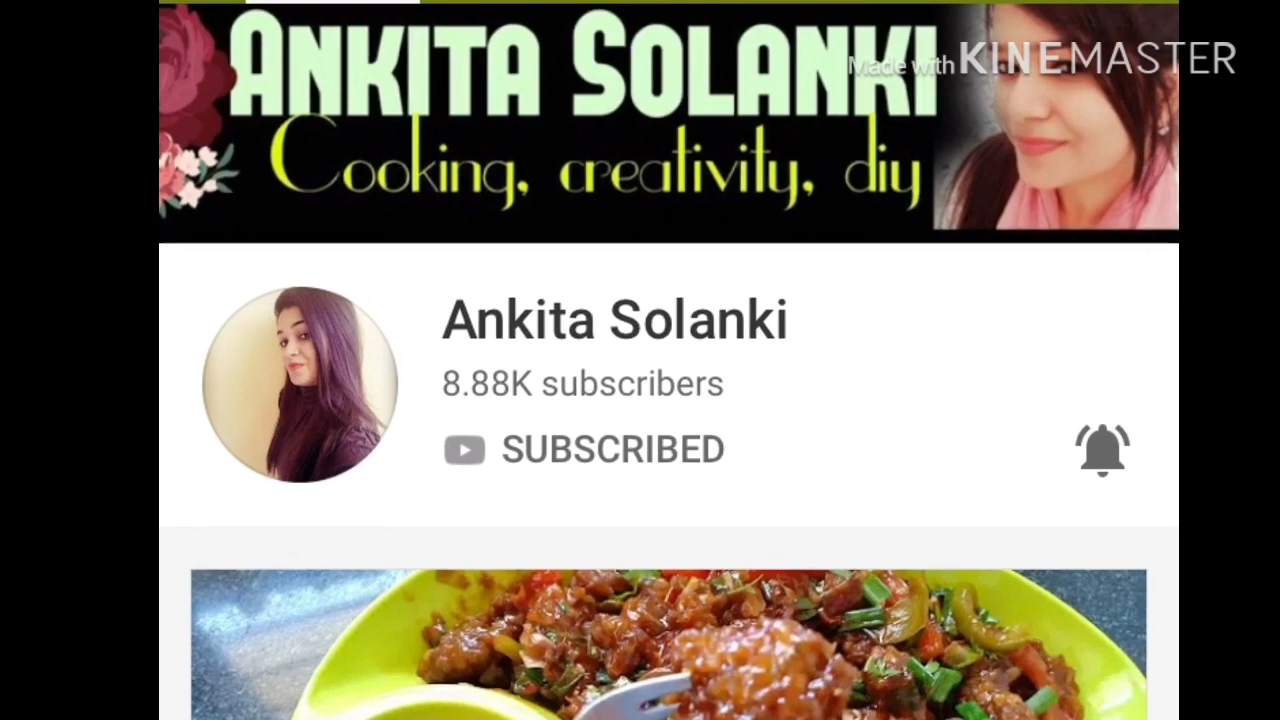 ANKITA SOLANKI
Made with KINEMASTER
Cooking, creativity, diy
Ankita Solanki
8.88K subscribers
SUBSCRIBED